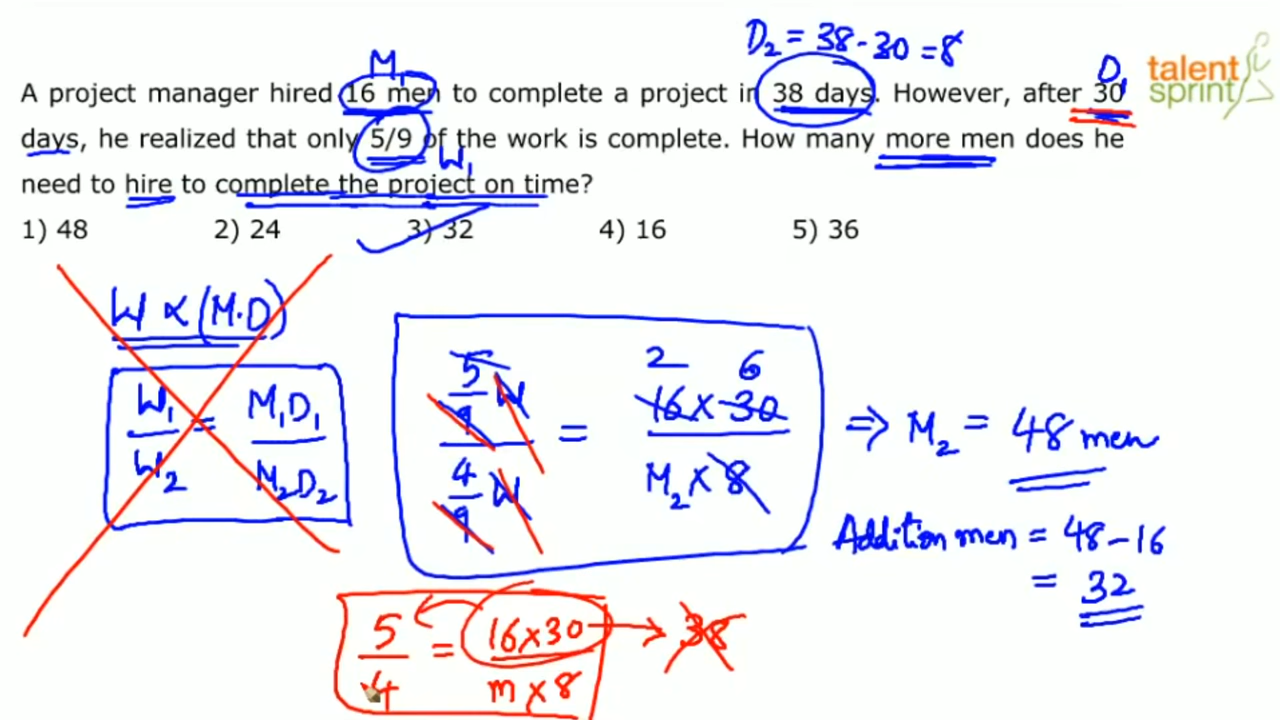 D₂ = 38 - 30 = 8
M₁
D₁
talent
sprint
A project manager hired 16 men to complete a project in 38 days. However, after 30
days, he realized that only 5/9 of the work is complete. How many more men does he
W₁
need to hire to complete the project on time?
1) 48 2) 24 3) 32 4) 16 5) 36
W ∝ (M·D)
W₁/W₂ = M₁D₁/M₂D₂
2 6
5/9 W / 4/9 W = 16 x 30 / M₂ x 8 ⇒ M₂ = 48 men
Addition men = 48 - 16
= 32
5/4 = 16x30 / m x 8 → 38